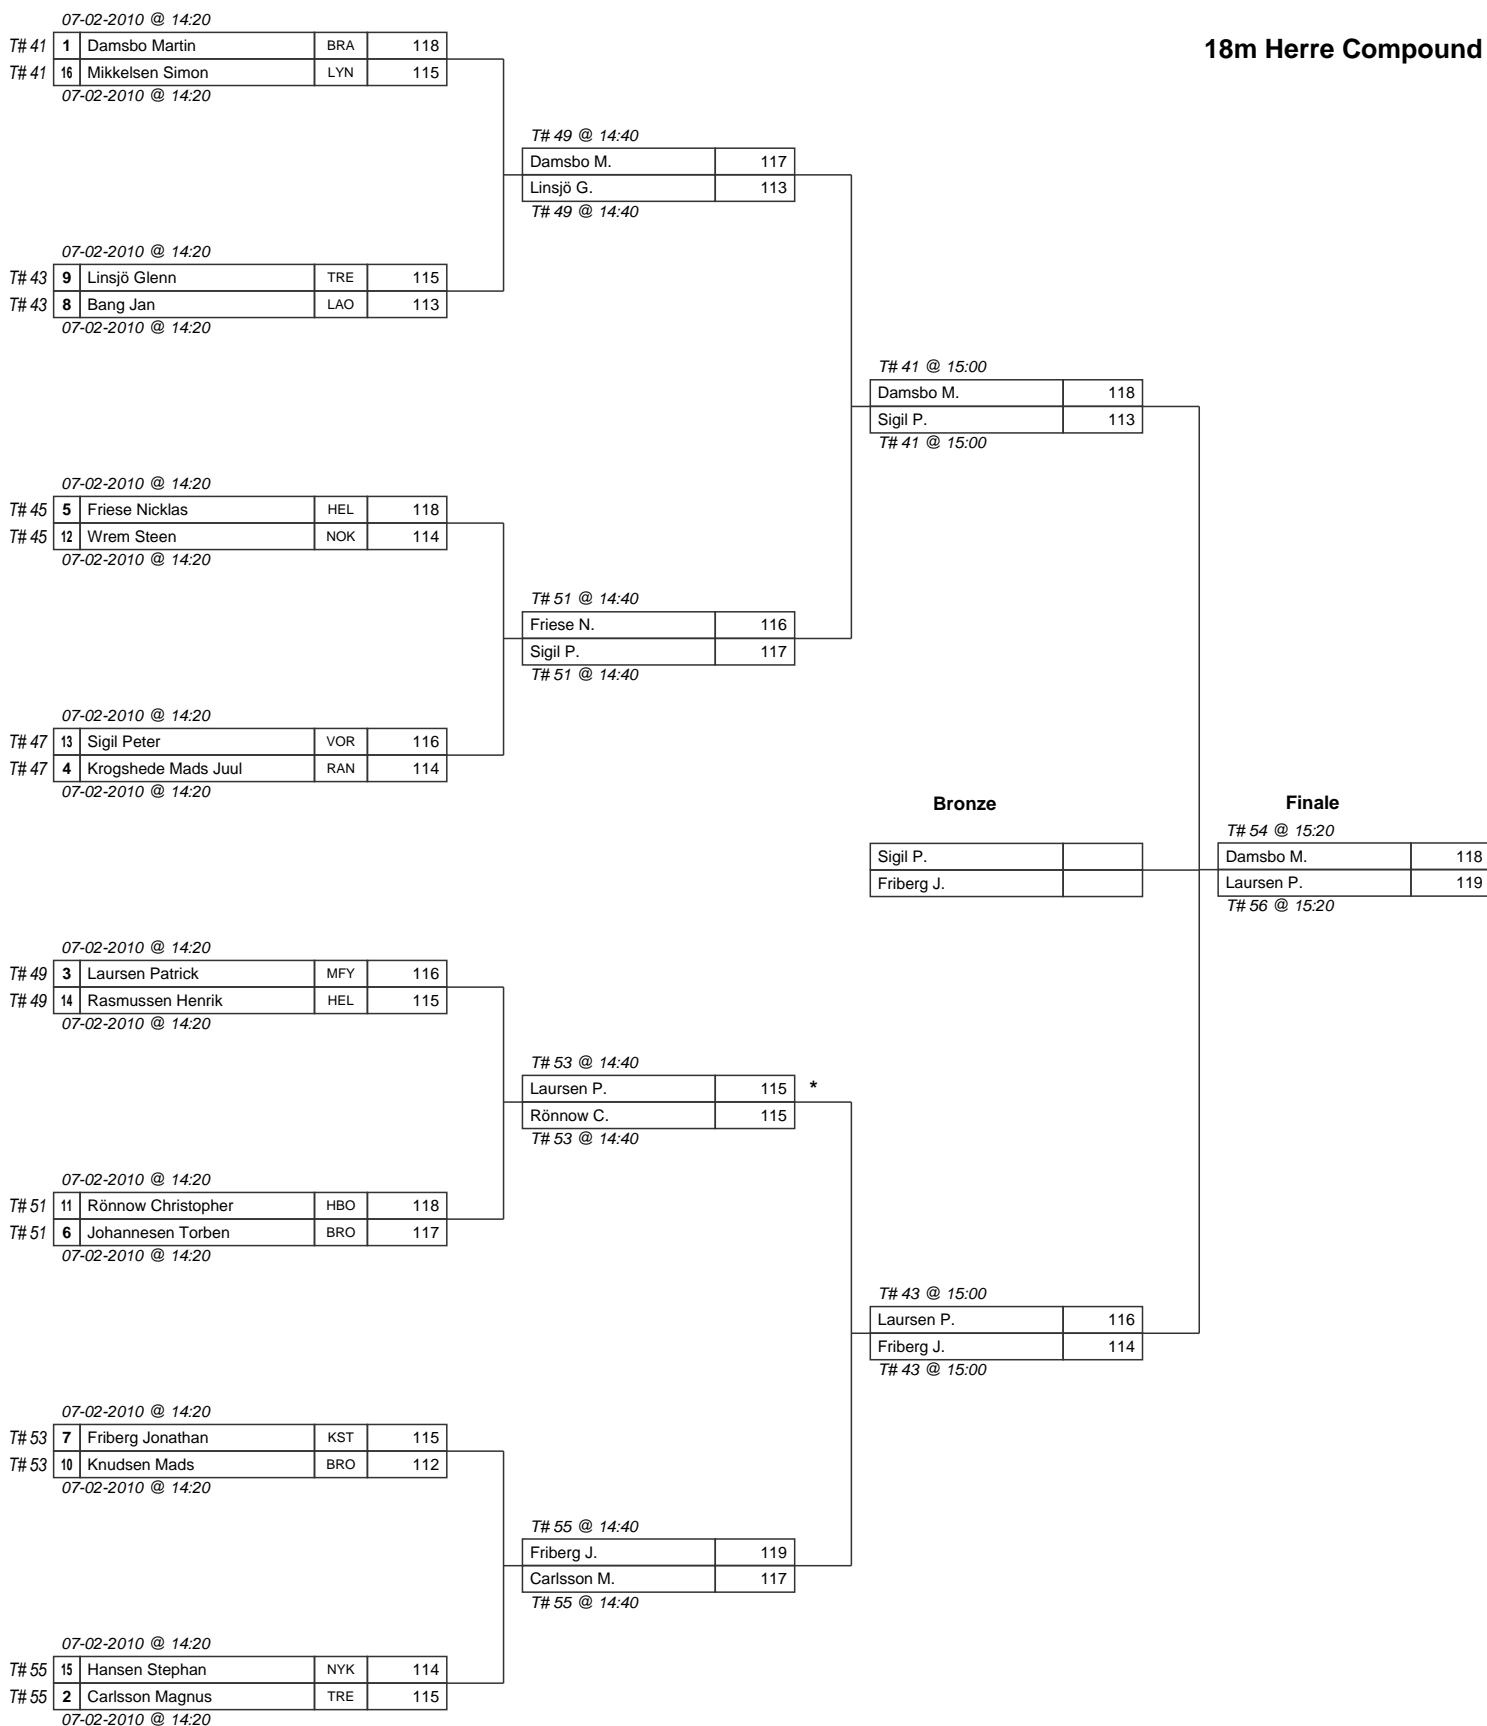 18m Herre Compound
07-02-2010 @ 14:20
T# 41 1 Damsbo Martin BRA 118
T# 41 16 Mikkelsen Simon LYN 115
07-02-2010 @ 14:20
T# 49 @ 14:40
Damsbo M. 117
Linsjö G. 113
T# 49 @ 14:40
07-02-2010 @ 14:20
T# 43 9 Linsjö Glenn TRE 115
T# 43 8 Bang Jan LAO 113
07-02-2010 @ 14:20
T# 41 @ 15:00
Damsbo M. 118
Sigil P. 113
T# 41 @ 15:00
07-02-2010 @ 14:20
T# 45 5 Friese Nicklas HEL 118
T# 45 12 Wrem Steen NOK 114
07-02-2010 @ 14:20
T# 51 @ 14:40
Friese N. 116
Sigil P. 117
T# 51 @ 14:40
07-02-2010 @ 14:20
T# 47 13 Sigil Peter VOR 116
T# 47 4 Krogshede Mads Juul RAN 114
07-02-2010 @ 14:20
Bronze
Sigil P.
Friberg J.
Finale
T# 54 @ 15:20
Damsbo M. 118
Laursen P. 119
T# 56 @ 15:20
07-02-2010 @ 14:20
T# 49 3 Laursen Patrick MFY 116
T# 49 14 Rasmussen Henrik HEL 115
07-02-2010 @ 14:20
T# 53 @ 14:40
Laursen P. 115 *
Rönnow C. 115
T# 53 @ 14:40
07-02-2010 @ 14:20
T# 51 11 Rönnow Christopher HBO 118
T# 51 6 Johannesen Torben BRO 117
07-02-2010 @ 14:20
T# 43 @ 15:00
Laursen P. 116
Friberg J. 114
T# 43 @ 15:00
07-02-2010 @ 14:20
T# 53 7 Friberg Jonathan KST 115
T# 53 10 Knudsen Mads BRO 112
07-02-2010 @ 14:20
T# 55 @ 14:40
Friberg J. 119
Carlsson M. 117
T# 55 @ 14:40
07-02-2010 @ 14:20
T# 55 15 Hansen Stephan NYK 114
T# 55 2 Carlsson Magnus TRE 115
07-02-2010 @ 14:20